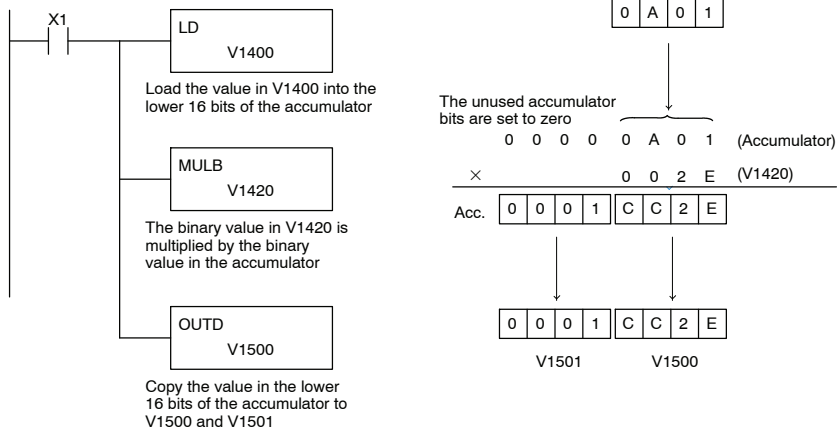 X1
LD
V1400
Load the value in V1400 into the
lower 16 bits of the accumulator
MULB
V1420
The binary value in V1420 is
multiplied by the binary
value in the accumulator
OUTD
V1500
Copy the value in the lower
16 bits of the accumulator to
V1500 and V1501
0 A 0 1
The unused accumulator
bits are set to zero
0 0 0 0 0 A 0 1 (Accumulator)
× 0 0 2 E (V1420)
Acc. 0 0 0 1 C C 2 E
0 0 0 1 C C 2 E
V1501 V1500